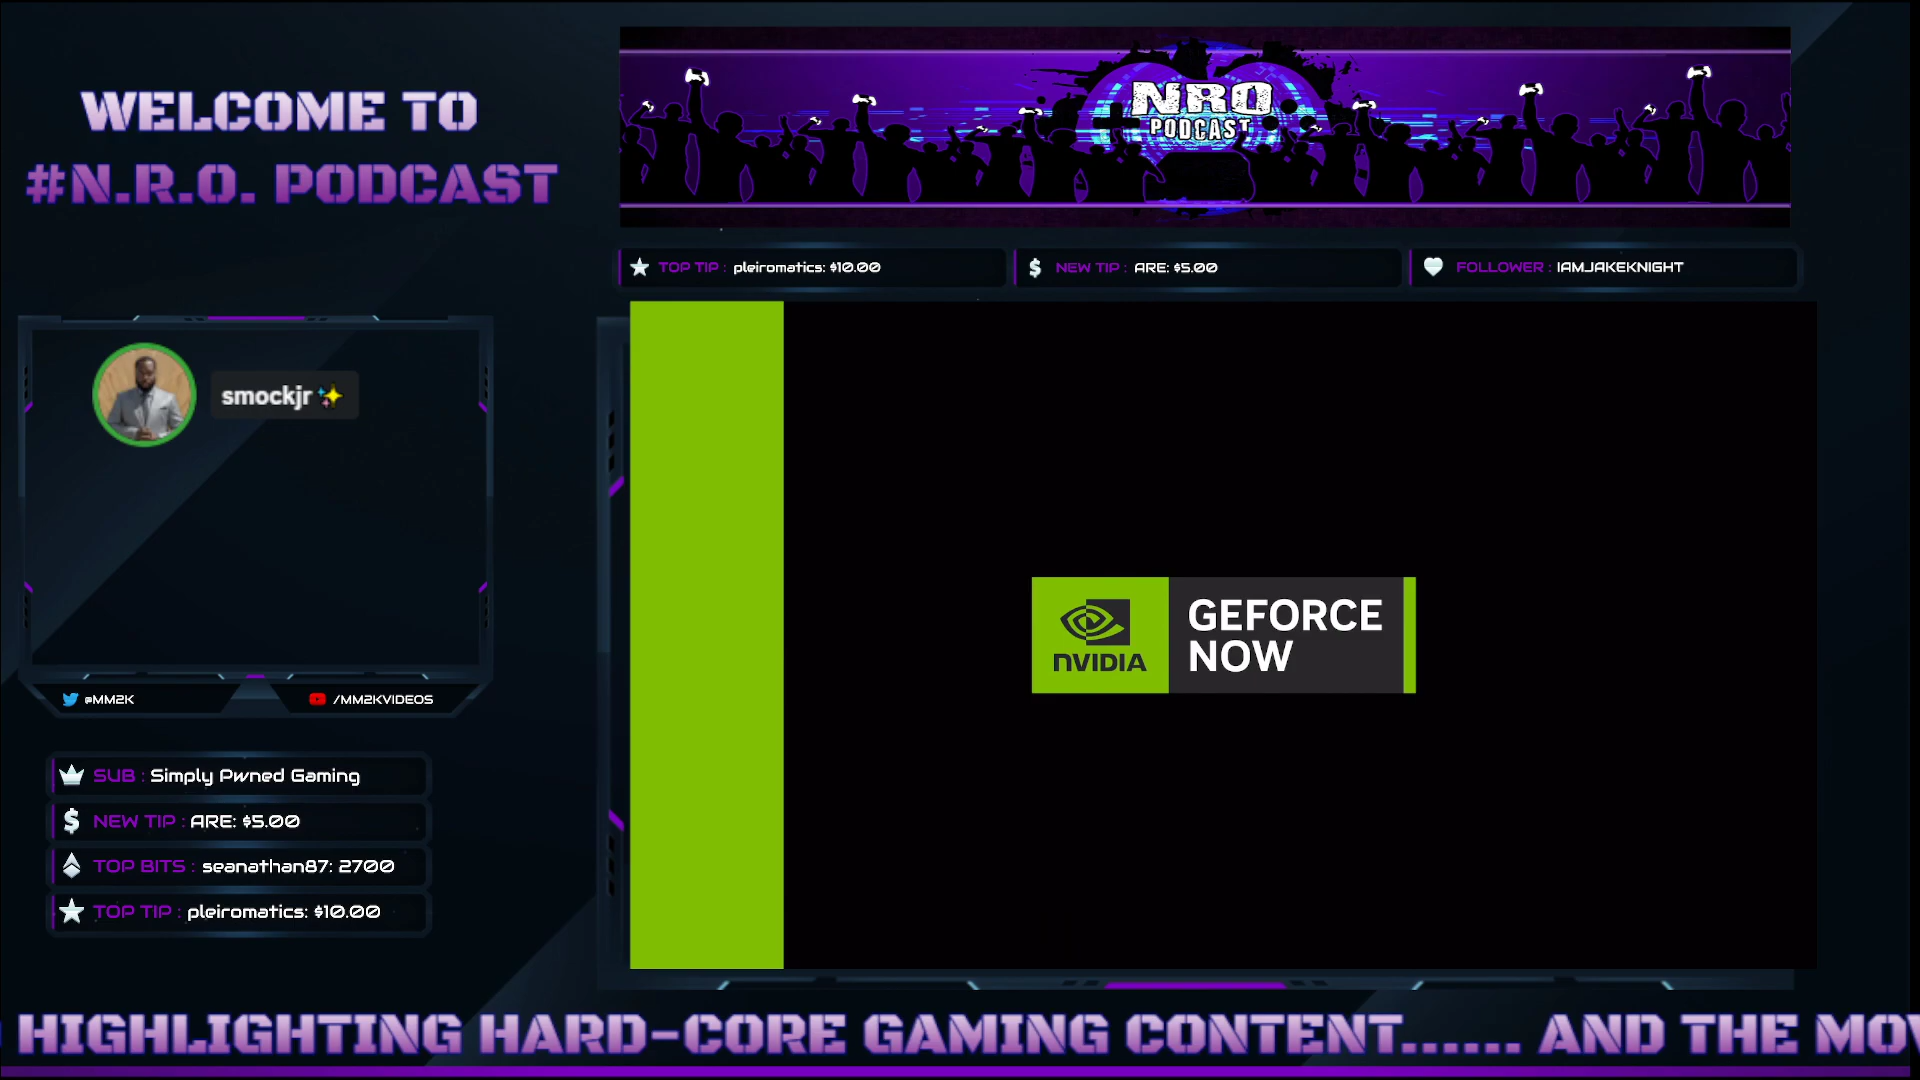 WELCOME TO
#N.R.O. PODCAST
NRO
PODCAST
TOP TIP : pleiromatics: $10.00
NEW TIP : ARE: $5.00
FOLLOWER : IAMJAKEKNIGHT
smockjr
@MM2K
/MM2KVIDEOS
SUB : Simply Pwned Gaming
NEW TIP : ARE: $5.00
TOP BITS : seanathan87: 2700
TOP TIP : pleiromatics: $10.00
NVIDIA
GEFORCE
NOW
HIGHLIGHTING HARD-CORE GAMING CONTENT...... AND THE MOV